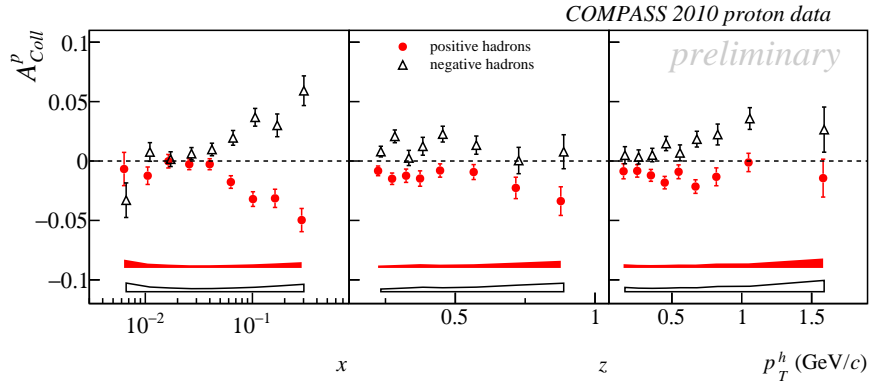 COMPASS 2010 proton data
A^p_Coll
0.1
0.05
0
−0.05
−0.1
positive hadrons
negative hadrons
preliminary
10^−2 10^−1
0.5 1
0.5 1 1.5
x
z
p_T^h (GeV/c)